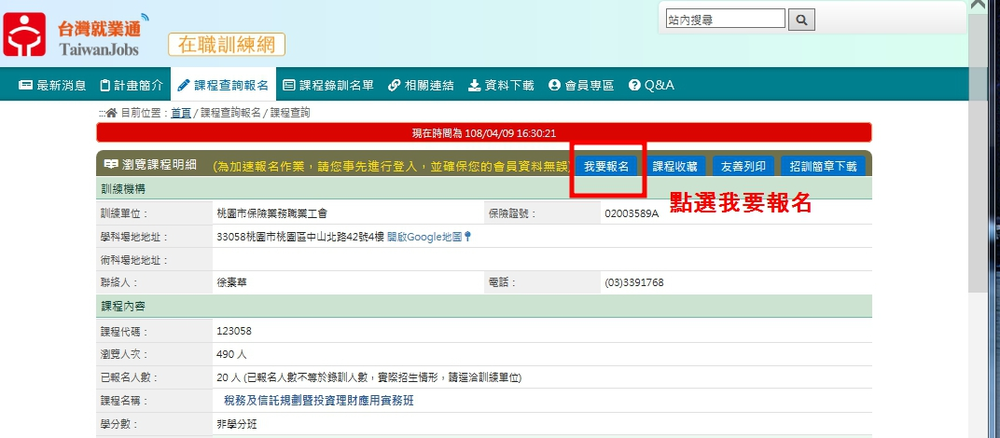 台灣就業通
TaiwanJobs
在職訓練網
站內搜尋
最新消息 計畫簡介 課程查詢報名 課程錄訓名單 相關連結 資料下載 會員專區 Q&A
:::目前位置：首頁 / 課程查詢報名 / 課程查詢
現在時間為 108/04/09 16:30:21
瀏覽課程明細 (為加速報名作業，請您事先進行登入，並確保您的會員資料無誤) 我要報名 課程收藏 友善列印 招訓簡章下載
點選我要報名
訓練機構
訓練單位： 桃園市保險業務職業工會 保險證號： 02003589A
學科場地地址： 33058桃園市桃園區中山北路42號4樓 開啟Google地圖
術科場地地址：
聯絡人： 徐素華 電話： (03)3391768
課程內容
課程代碼： 123058
瀏覽人次： 490 人
已報名人數： 20 人 (已報名人數不等於錄訓人數，實際招生情形，請逕洽訓練單位)
課程名稱： 稅務及信託規劃暨投資理財應用實務班
學分數： 非學分班